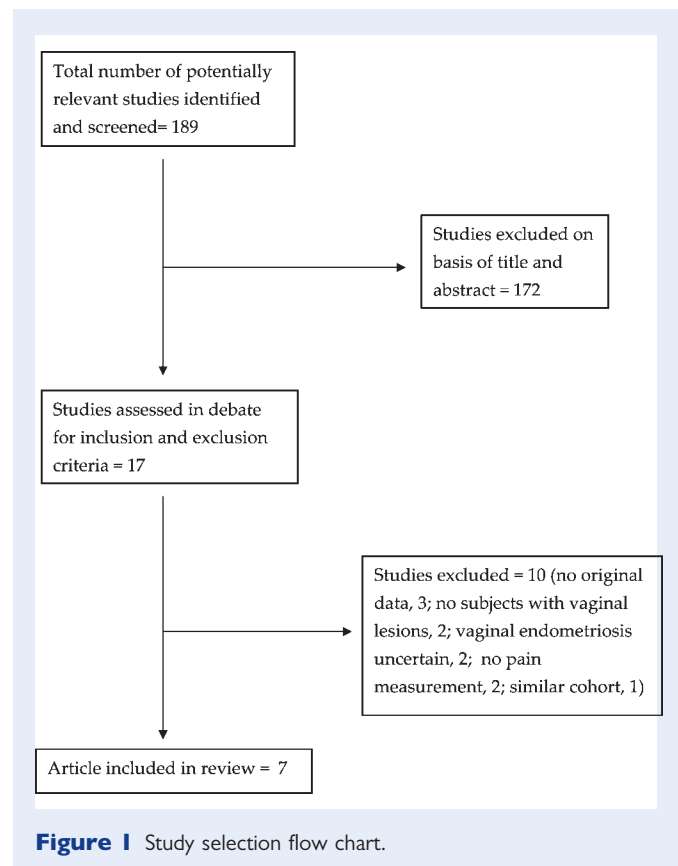 Total number of potentially
relevant studies identified
and screened= 189
Studies excluded on
basis of title and
abstract = 172
Studies assessed in debate
for inclusion and exclusion
criteria = 17
Studies excluded = 10 (no original
data, 3; no subjects with vaginal
lesions, 2; vaginal endometriosis
uncertain, 2; no pain
measurement, 2; similar cohort, 1)
Article included in review = 7
Figure 1 Study selection flow chart.